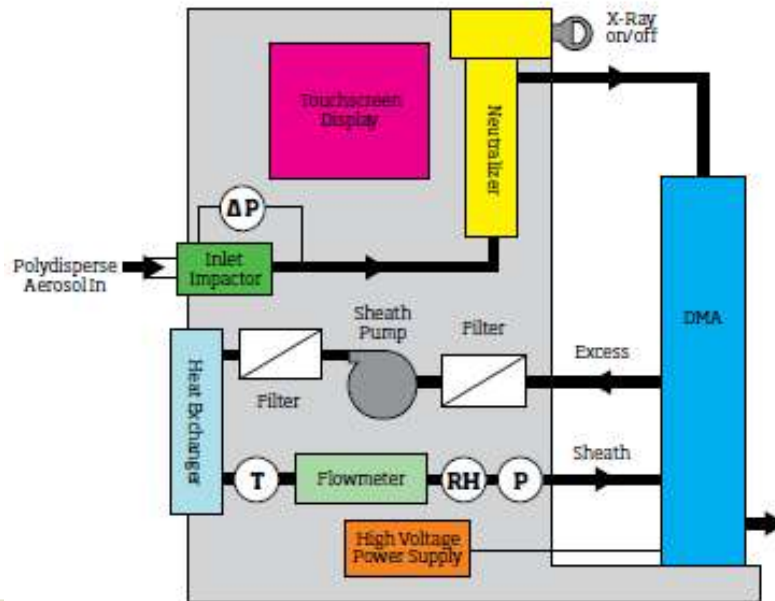 X-Ray
on/off
Touchscreen
Display
Neutralizer
ΔP
Polydisperse
Aerosol In
Inlet
Impactor
DMA
Sheath
Pump
Filter
Excess
Filter
Heat Exchanger
T
Flowmeter
RH
P
Sheath
High Voltage
Power Supply